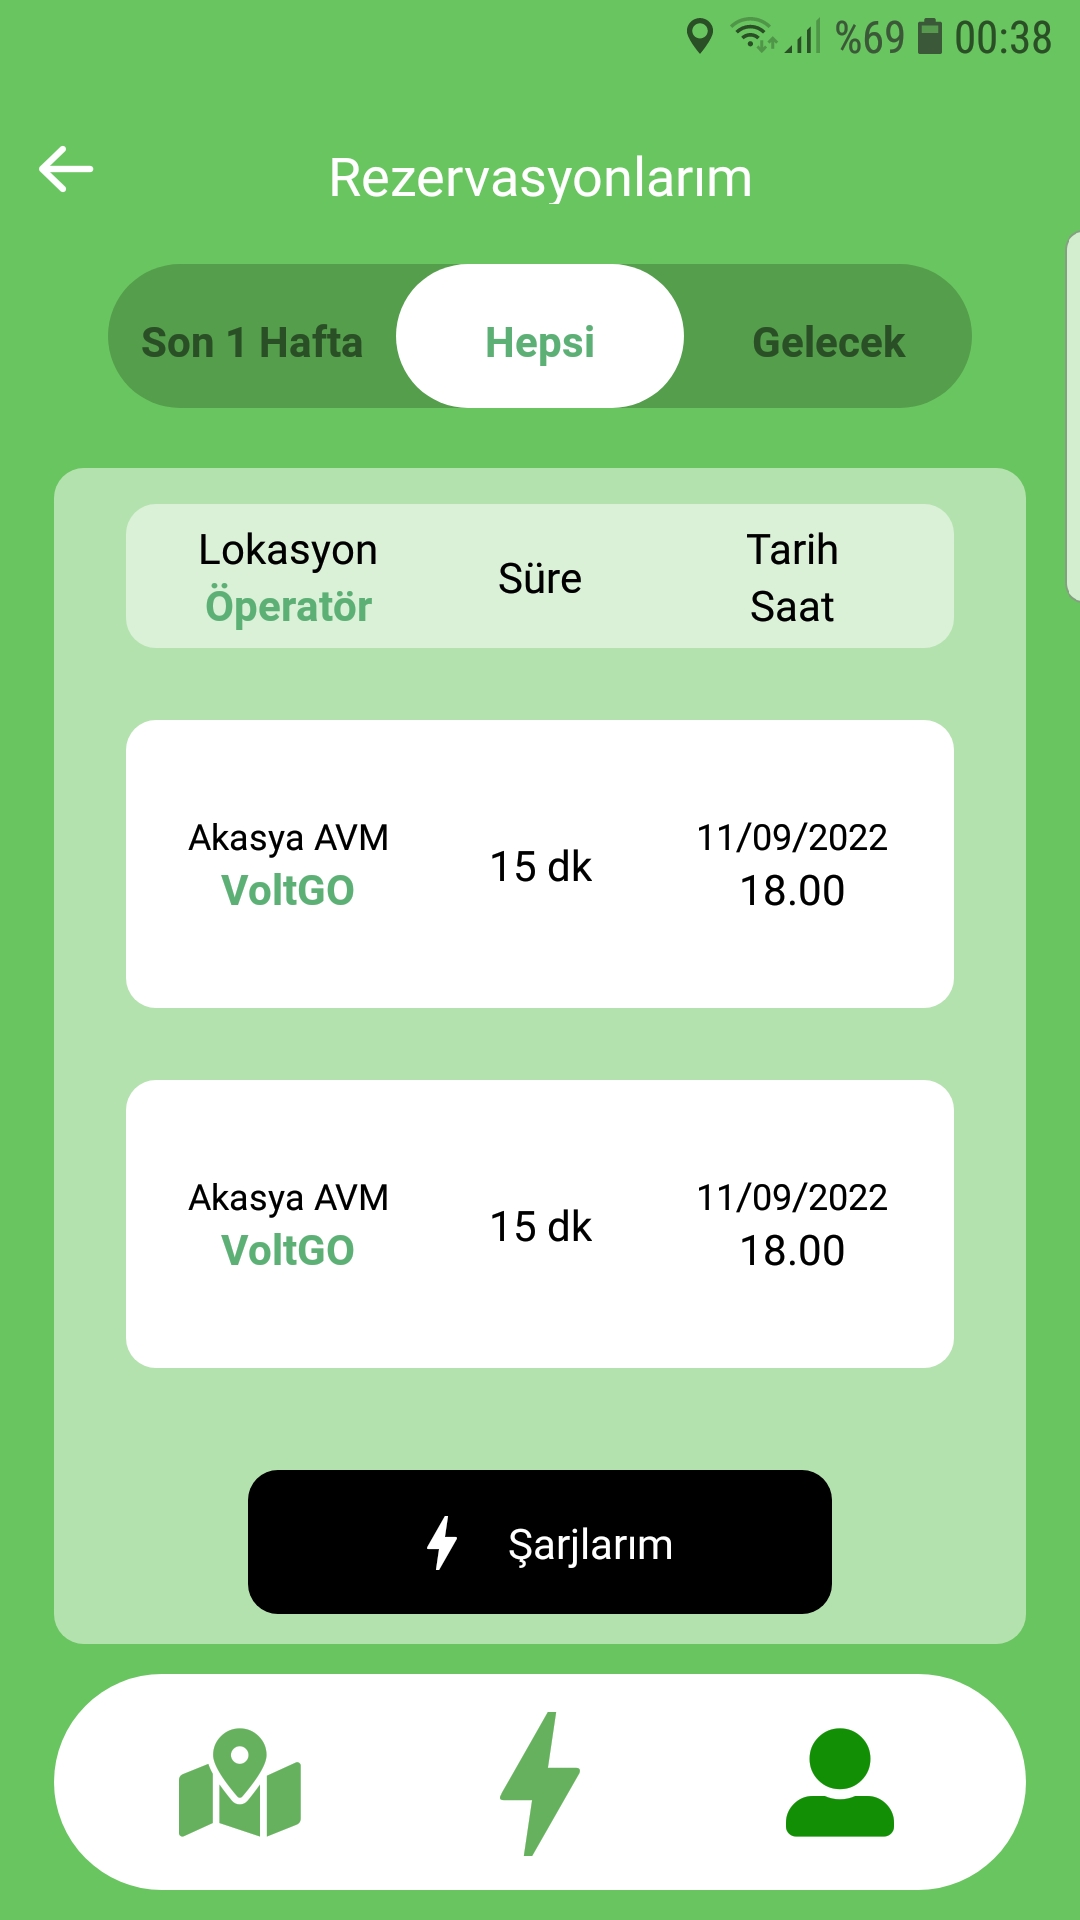 %69 00:38
Rezervasyonlarım
Son 1 Hafta Hepsi Gelecek
Lokasyon Süre Tarih
Öperatör Saat
Akasya AVM 15 dk 11/09/2022
VoltGO 18.00
Akasya AVM 15 dk 11/09/2022
VoltGO 18.00
Şarjlarım